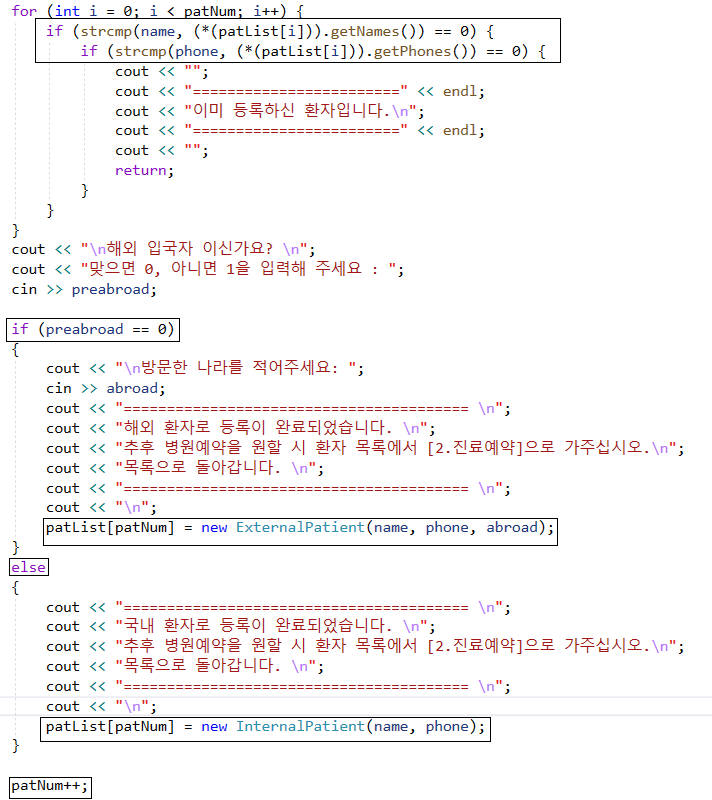 for (int i = 0; i < patNum; i++) {
if (strcmp(name, (*(patList[i])).getNames()) == 0) {
if (strcmp(phone, (*(patList[i])).getPhones()) == 0) {
cout << "";
cout << "========================" << endl;
cout << "이미 등록하신 환자입니다.\n";
cout << "========================" << endl;
cout << "";
return;
}
}
}
cout << "\n해외 입국자 이신가요? \n";
cout << "맞으면 0, 아니면 1을 입력해 주세요 : ";
cin >> preabroad;
if (preabroad == 0)
{
cout << "\n방문한 나라를 적어주세요: ";
cin >> abroad;
cout << "======================================== \n";
cout << "해외 환자로 등록이 완료되었습니다. \n";
cout << "추후 병원예약을 원할 시 환자 목록에서 [2.진료예약]으로 가주십시오.\n";
cout << "목록으로 돌아갑니다. \n";
cout << "======================================== \n";
cout << "\n";
patList[patNum] = new ExternalPatient(name, phone, abroad);
}
else
{
cout << "======================================== \n";
cout << "국내 환자로 등록이 완료되었습니다. \n";
cout << "추후 병원예약을 원할 시 환자 목록에서 [2.진료예약]으로 가주십시오.\n";
cout << "목록으로 돌아갑니다. \n";
cout << "======================================== \n";
cout << "\n";
patList[patNum] = new InternalPatient(name, phone);
}
patNum++;